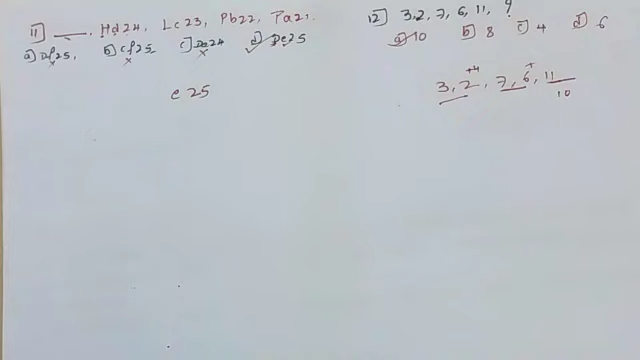 11] ——. Hd24, Lc23, Pb22, Ta21.
a) Df25, b) Cf25 c) De24 d) De25
e 25
12] 3,2, 7, 6, 11, ?
a) 10 b) 8 c) 4 d) 6
+4 +
3, 2, 7, 6, 11
10